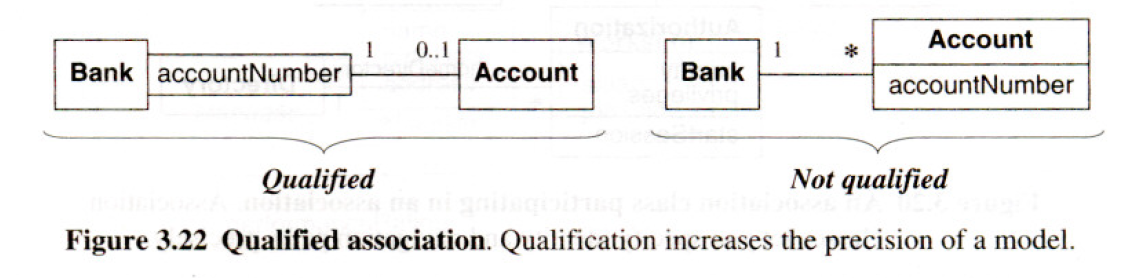 Bank accountNumber 1 0..1 Account
Bank 1 * Account
accountNumber
Qualified
Not qualified
Figure 3.22 Qualified association. Qualification increases the precision of a model.